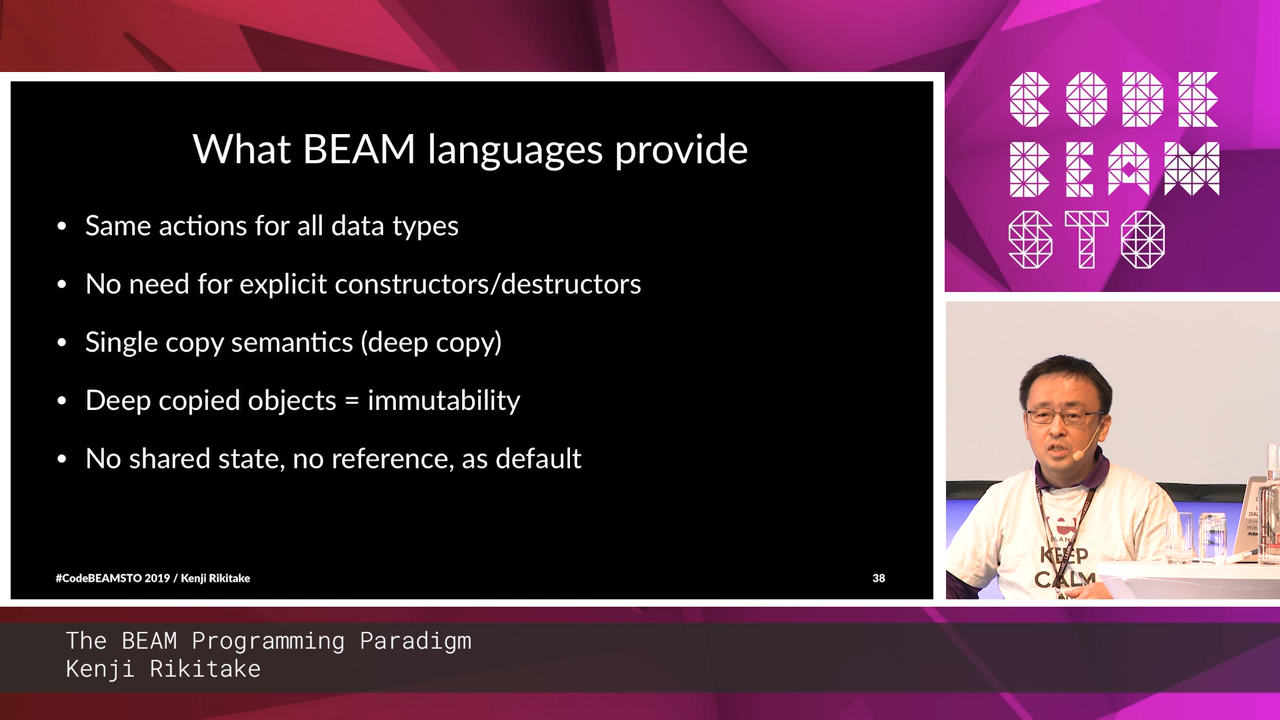 What BEAM languages provide
• Same actions for all data types
• No need for explicit constructors/destructors
• Single copy semantics (deep copy)
• Deep copied objects = immutability
• No shared state, no reference, as default
#CodeBEAMSTO 2019 / Kenji Rikitake
38
CODE
BEAM
STO
KEEP
CALM
The BEAM Programming Paradigm
Kenji Rikitake